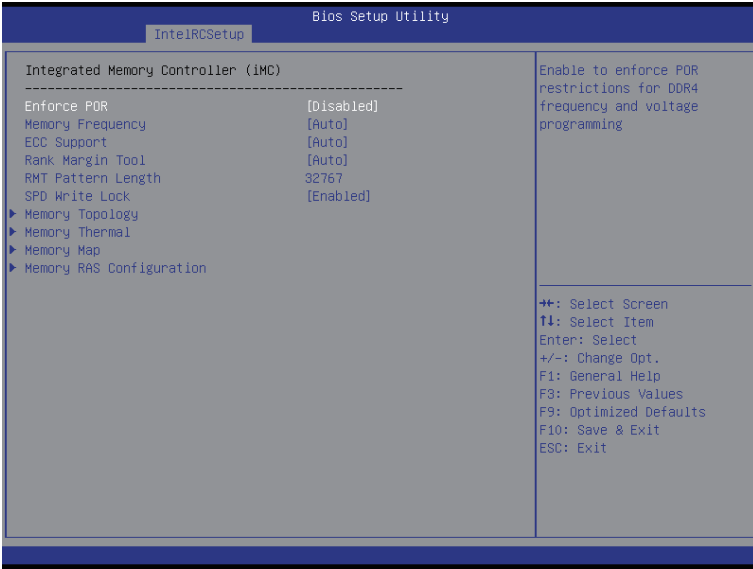 Bios Setup Utility
IntelRCSetup
Integrated Memory Controller (iMC)
--------------------------------------------------
Enforce POR [Disabled]
Memory Frequency [Auto]
ECC Support [Auto]
Rank Margin Tool [Auto]
RMT Pattern Length 32767
SPD Write Lock [Enabled]
Memory Topology
Memory Thermal
Memory Map
Memory RAS Configuration
Enable to enforce POR
restrictions for DDR4
frequency and voltage
programming
→←: Select Screen
↑↓: Select Item
Enter: Select
+/-: Change Opt.
F1: General Help
F3: Previous Values
F9: Optimized Defaults
F10: Save & Exit
ESC: Exit